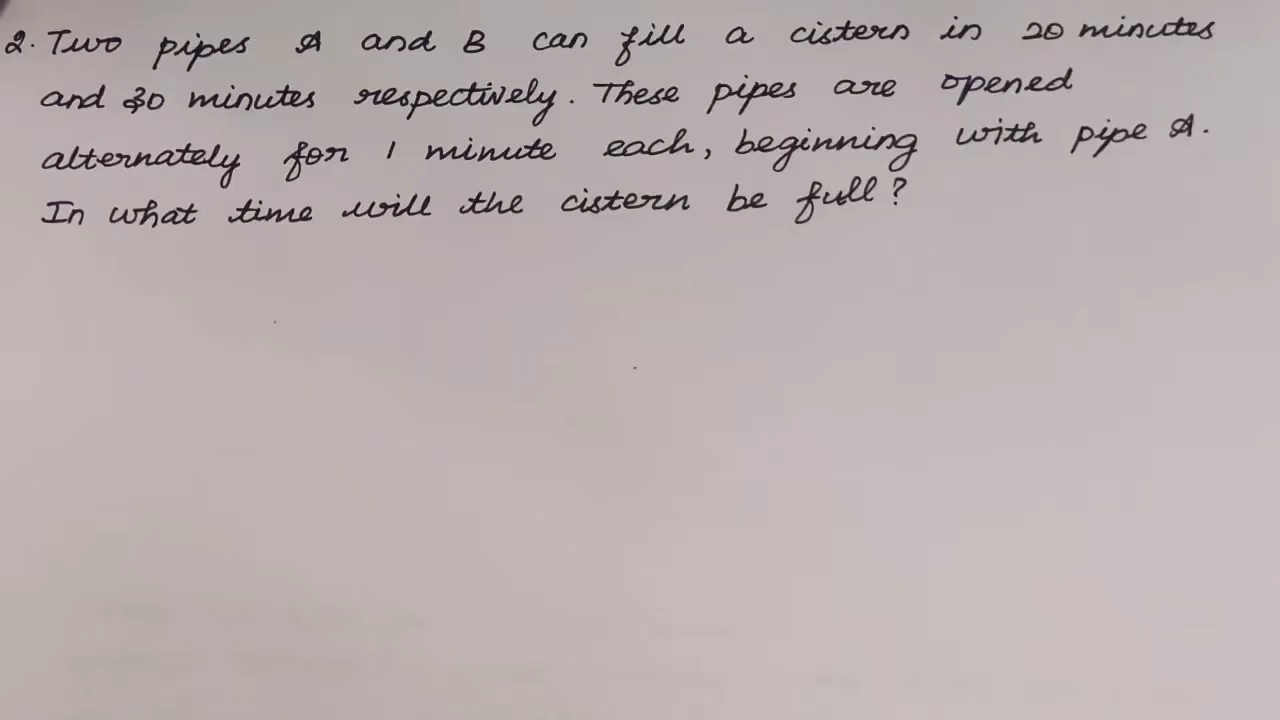 2. Two pipes A and B can fill a cistern in 20 minutes
and 30 minutes respectively. These pipes are opened
alternately for 1 minute each, beginning with pipe A.
In what time will the cistern be full?